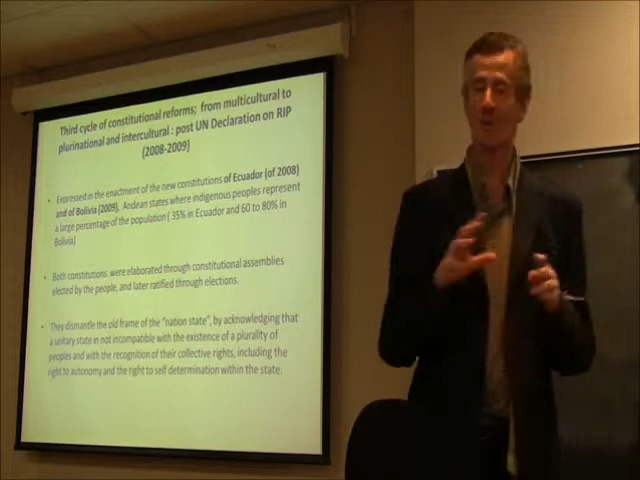 Third cycle of constitutional reforms; from multicultural to
plurinational and intercultural : post UN Declaration on RIP
(2008-2009)
• Expressed in the enactment of the new constitutions of Ecuador (of 2008)
and of Bolivia (2009), Andean states where indigenous peoples represent
a large percentage of the population ( 35% in Ecuador and 60 to 80% in
Bolivia)
• Both constitutions were elaborated through constitutional assemblies
elected by the people, and later ratified through elections.
• They dismantle the old frame of the "nation state", by acknowledging that
a unitary state in not incompatible with the existence of a plurality of
peoples and with the recognition of their collective rights, including the
right to autonomy and the right to self determination within the state.